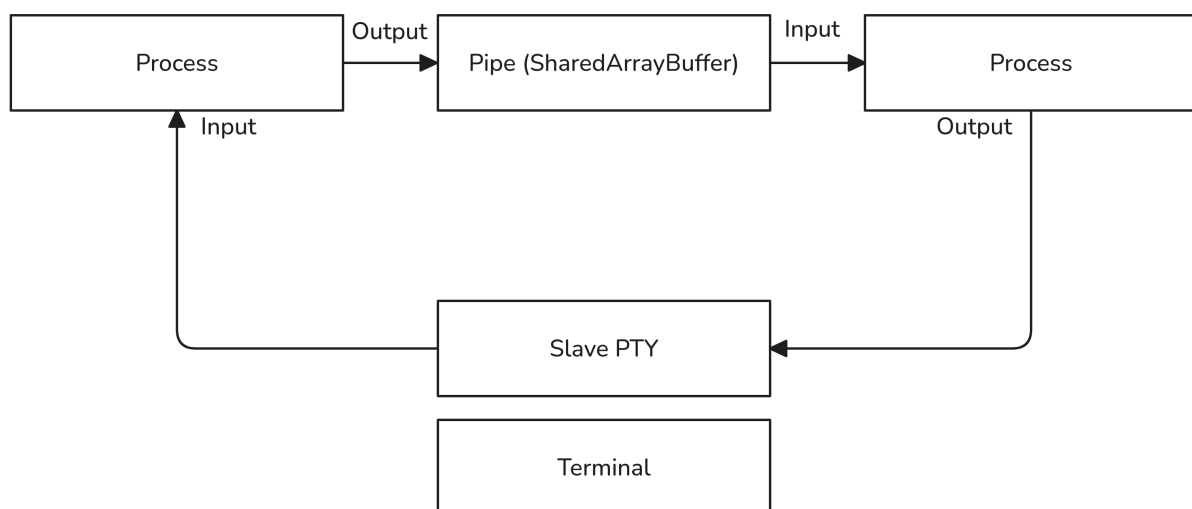 Process
Output
Pipe (SharedArrayBuffer)
Input
Process
Input
Output
Slave PTY
Terminal